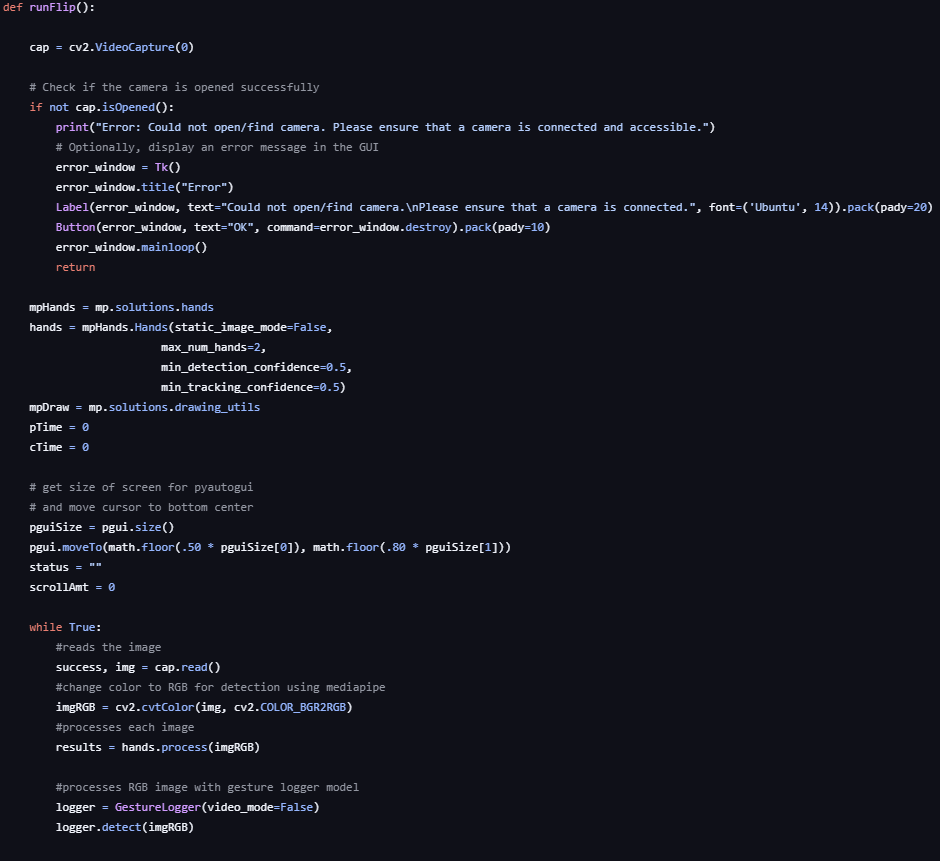 def runFlip():
cap = cv2.VideoCapture(0)
# Check if the camera is opened successfully
if not cap.isOpened():
print("Error: Could not open/find camera. Please ensure that a camera is connected and accessible.")
# Optionally, display an error message in the GUI
error_window = Tk()
error_window.title("Error")
Label(error_window, text="Could not open/find camera.\nPlease ensure that a camera is connected.", font=('Ubuntu', 14)).pack(pady=20)
Button(error_window, text="OK", command=error_window.destroy).pack(pady=10)
error_window.mainloop()
return
mpHands = mp.solutions.hands
hands = mpHands.Hands(static_image_mode=False,
max_num_hands=2,
min_detection_confidence=0.5,
min_tracking_confidence=0.5)
mpDraw = mp.solutions.drawing_utils
pTime = 0
cTime = 0
# get size of screen for pyautogui
# and move cursor to bottom center
pguiSize = pgui.size()
pgui.moveTo(math.floor(.50 * pguiSize[0]), math.floor(.80 * pguiSize[1]))
status = ""
scrollAmt = 0
while True:
#reads the image
success, img = cap.read()
#change color to RGB for detection using mediapipe
imgRGB = cv2.cvtColor(img, cv2.COLOR_BGR2RGB)
#processes each image
results = hands.process(imgRGB)
#processes RGB image with gesture logger model
logger = GestureLogger(video_mode=False)
logger.detect(imgRGB)